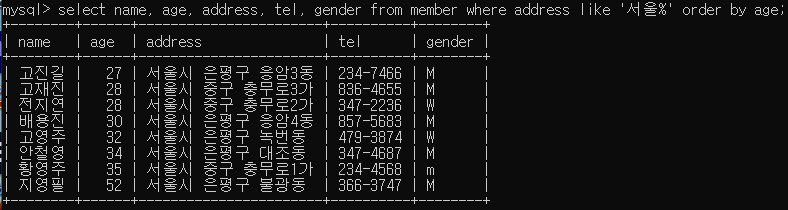 mysql> select name, age, address, tel, gender from member where address like '서울%' order by age;
| name | age | address | tel | gender |
| 고진길 | 27 | 서울시 은평구 응암3동 | 234-7466 | M |
| 고재진 | 28 | 서울시 중구 충무로3가 | 836-4655 | M |
| 전지연 | 28 | 서울시 중구 충무로2가 | 347-2236 | W |
| 배용진 | 30 | 서울시 은평구 응암4동 | 857-5683 | M |
| 고영주 | 32 | 서울시 은평구 녹번동 | 479-3874 | W |
| 안철영 | 34 | 서울시 은평구 대조동 | 347-4687 | M |
| 황영주 | 35 | 서울시 중구 충무로1가 | 234-4568 | m |
| 지영필 | 52 | 서울시 은평구 불광동 | 366-3747 | M |